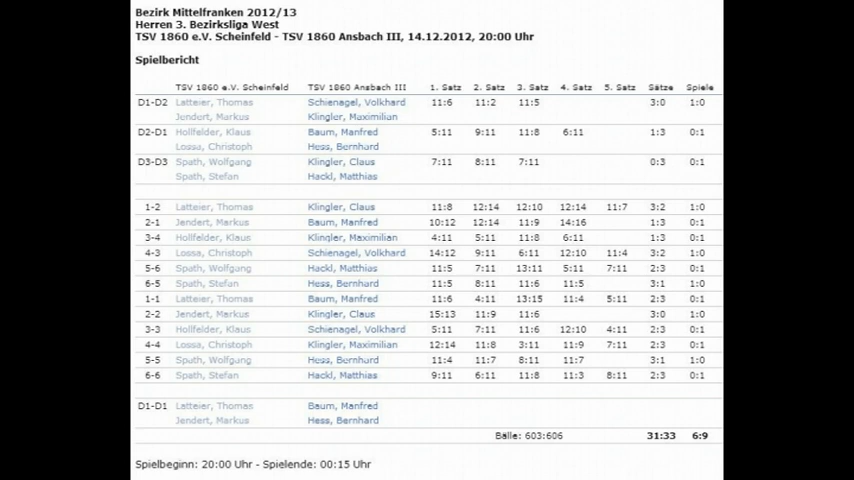 Bezirk Mittelfranken 2012/13
Herren 3. Bezirksliga West
TSV 1860 e.V. Scheinfeld - TSV 1860 Ansbach III, 14.12.2012, 20:00 Uhr
Spielbericht
TSV 1860 e.V. Scheinfeld TSV 1860 Ansbach III 1. Satz 2. Satz 3. Satz 4. Satz 5. Satz Sätze Spiele
D1-D2 Latteier, Thomas Schienagel, Volkhard 11:6 11:2 11:5 3:0 1:0
Jendert, Markus Klingler, Maximilian
D2-D1 Hollfelder, Klaus Baum, Manfred 5:11 9:11 11:8 6:11 1:3 0:1
Lossa, Christoph Hess, Bernhard
D3-D3 Spath, Wolfgang Klingler, Claus 7:11 8:11 7:11 0:3 0:1
Spath, Stefan Hackl, Matthias
1-2 Latteier, Thomas Klingler, Claus 11:8 12:14 12:10 12:14 11:7 3:2 1:0
2-1 Jendert, Markus Baum, Manfred 10:12 12:14 11:9 14:16 1:3 0:1
3-4 Hollfelder, Klaus Klingler, Maximilian 4:11 5:11 11:8 6:11 1:3 0:1
4-3 Lossa, Christoph Schienagel, Volkhard 14:12 9:11 6:11 12:10 11:4 3:2 1:0
5-6 Spath, Wolfgang Hackl, Matthias 11:5 7:11 13:11 5:11 7:11 2:3 0:1
6-5 Spath, Stefan Hess, Bernhard 11:5 8:11 11:6 11:5 3:1 1:0
1-1 Latteier, Thomas Baum, Manfred 11:6 4:11 13:15 11:4 5:11 2:3 0:1
2-2 Jendert, Markus Klingler, Claus 15:13 11:9 11:6 3:0 1:0
3-3 Hollfelder, Klaus Schienagel, Volkhard 5:11 7:11 11:6 12:10 4:11 2:3 0:1
4-4 Lossa, Christoph Klingler, Maximilian 12:14 11:8 3:11 11:9 7:11 2:3 0:1
5-5 Spath, Wolfgang Hess, Bernhard 11:4 11:7 8:11 11:7 3:1 1:0
6-6 Spath, Stefan Hackl, Matthias 9:11 6:11 11:8 11:3 8:11 2:3 0:1
D1-D1 Latteier, Thomas Baum, Manfred
Jendert, Markus Hess, Bernhard
Bälle: 603:606 31:33 6:9
Spielbeginn: 20:00 Uhr - Spielende: 00:15 Uhr